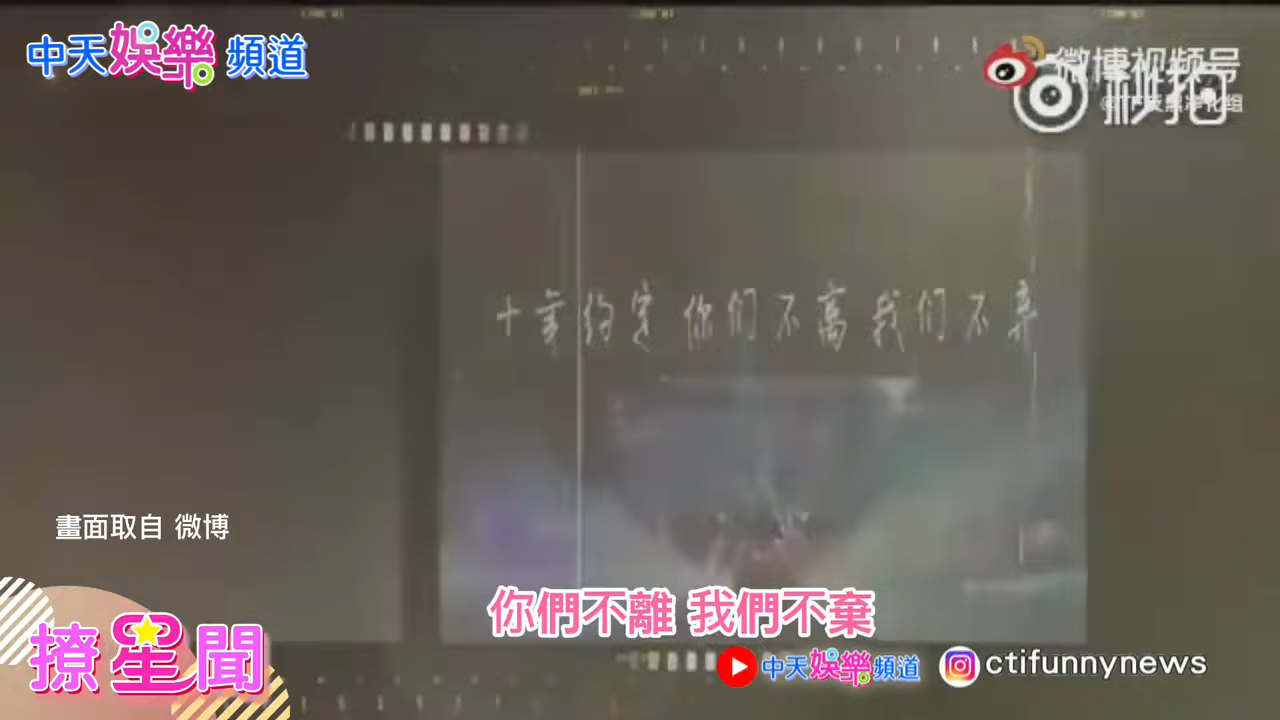 中天娛樂頻道
微博视频号
秒拍
十年约定 你们不离 我们不弃
畫面取自 微博
你們不離 我們不棄
撩星聞
中天娛樂頻道
ctifunnynews